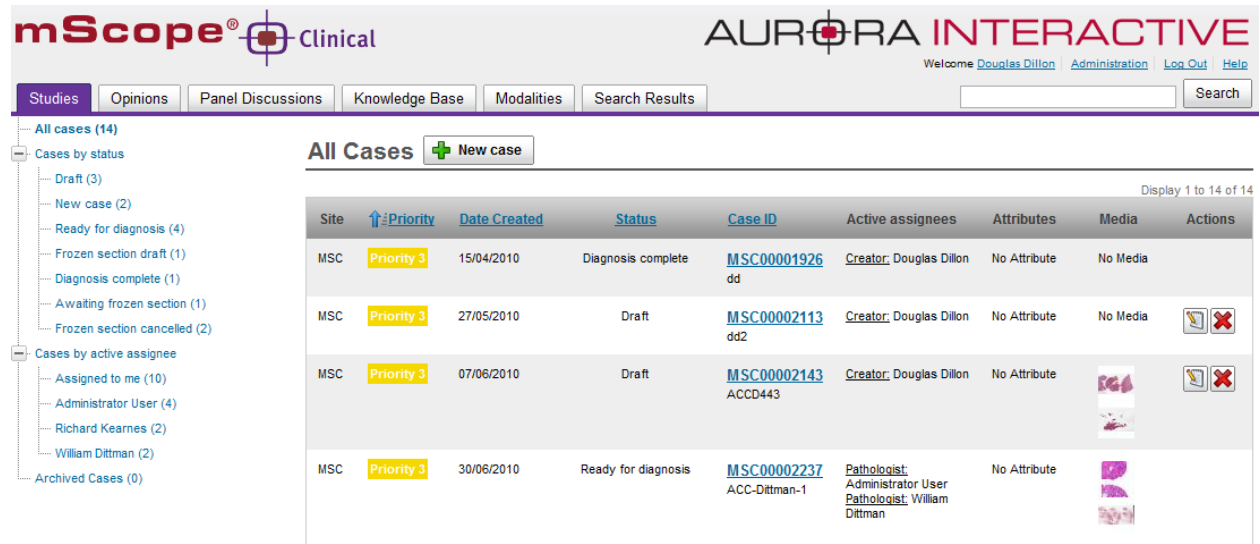 mScope® Clinical
AURORA INTERACTIVE
Welcome Douglas Dillon Administration Log Out Help
Studies Opinions Panel Discussions Knowledge Base Modalities Search Results Search
All cases (14)
Cases by status
Draft (3)
New case (2)
Ready for diagnosis (4)
Frozen section draft (1)
Diagnosis complete (1)
Awaiting frozen section (1)
Frozen section cancelled (2)
Cases by active assignee
Assigned to me (10)
Administrator User (4)
Richard Kearnes (2)
William Dittman (2)
Archived Cases (0)
All Cases New case
Display 1 to 14 of 14
Site Priority Date Created Status Case ID Active assignees Attributes Media Actions
MSC Priority 3 15/04/2010 Diagnosis complete MSC00001926 Creator: Douglas Dillon No Attribute No Media
dd
MSC Priority 3 27/05/2010 Draft MSC00002113 Creator: Douglas Dillon No Attribute No Media
dd2
MSC Priority 3 07/06/2010 Draft MSC00002143 Creator: Douglas Dillon No Attribute
ACCD443
MSC Priority 3 30/06/2010 Ready for diagnosis MSC00002237 Pathologist: No Attribute
ACC-Dittman-1 Administrator User
Pathologist: William
Dittman